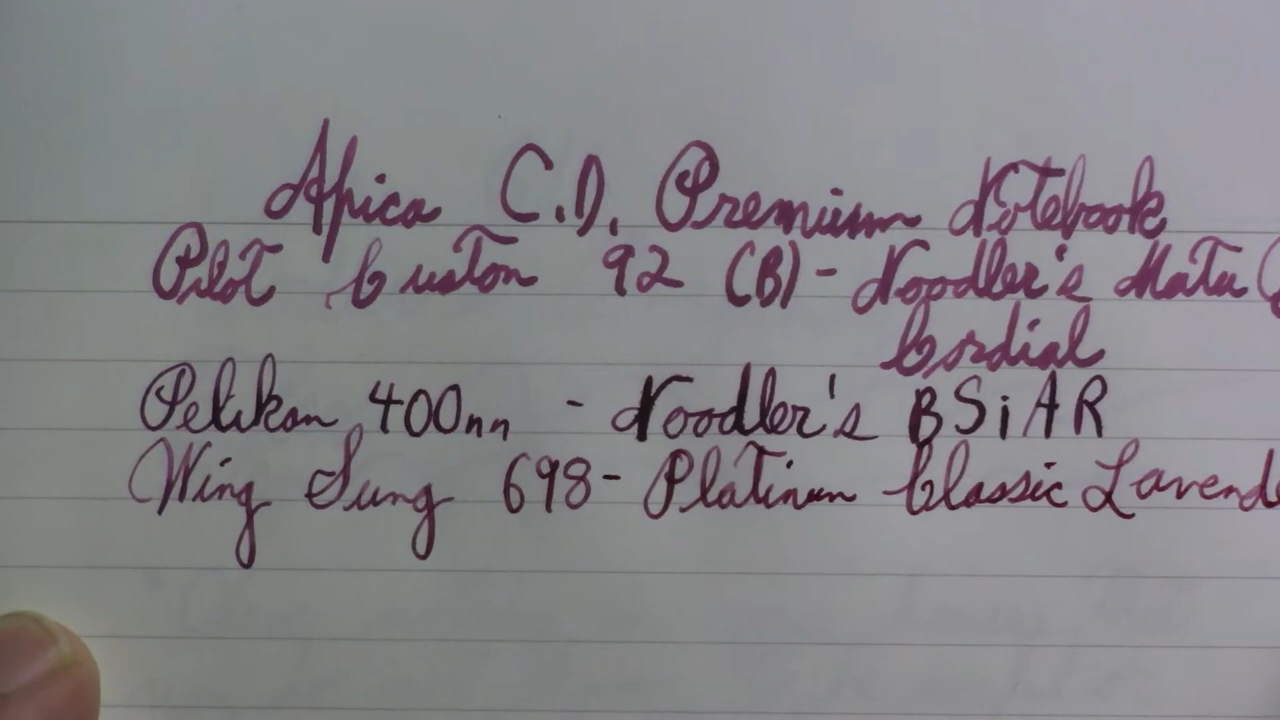 Apica C.D. Premium Notebook
Pilot Custom 92 (B) - Noodler's Mata
Cordial
Pelikan 400nn - Noodler's BSiAR
Wing Sung 698 - Platinum Classic Lavend